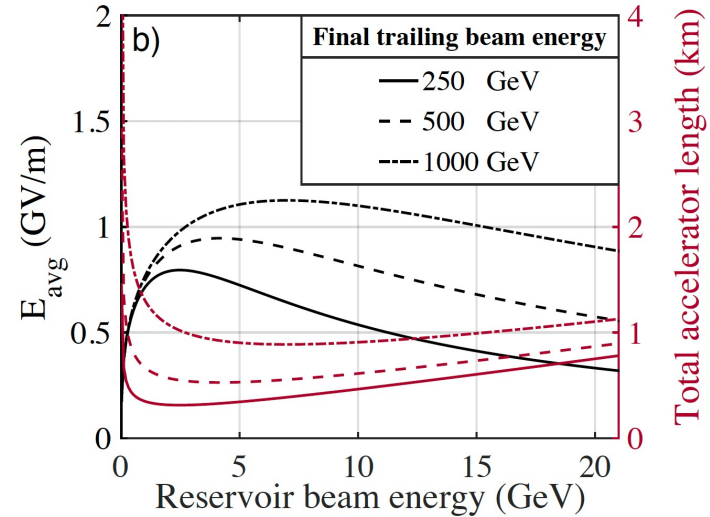 b)
Final trailing beam energy
250 GeV
500 GeV
1000 GeV
E_avg (GV/m)
2
1.5
1
0.5
0
Total accelerator length (km)
4
3
2
1
0
0 5 10 15 20
Reservoir beam energy (GeV)